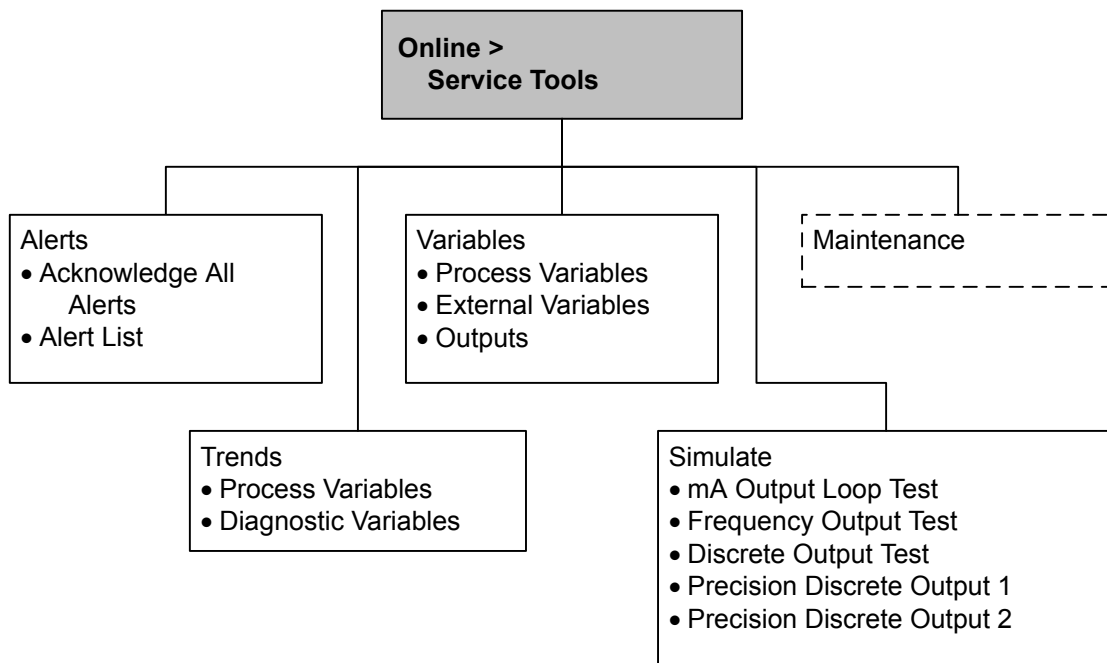 Online >
Service Tools
Alerts
• Acknowledge All
Alerts
• Alert List
Variables
• Process Variables
• External Variables
• Outputs
Maintenance
Trends
• Process Variables
• Diagnostic Variables
Simulate
• mA Output Loop Test
• Frequency Output Test
• Discrete Output Test
• Precision Discrete Output 1
• Precision Discrete Output 2